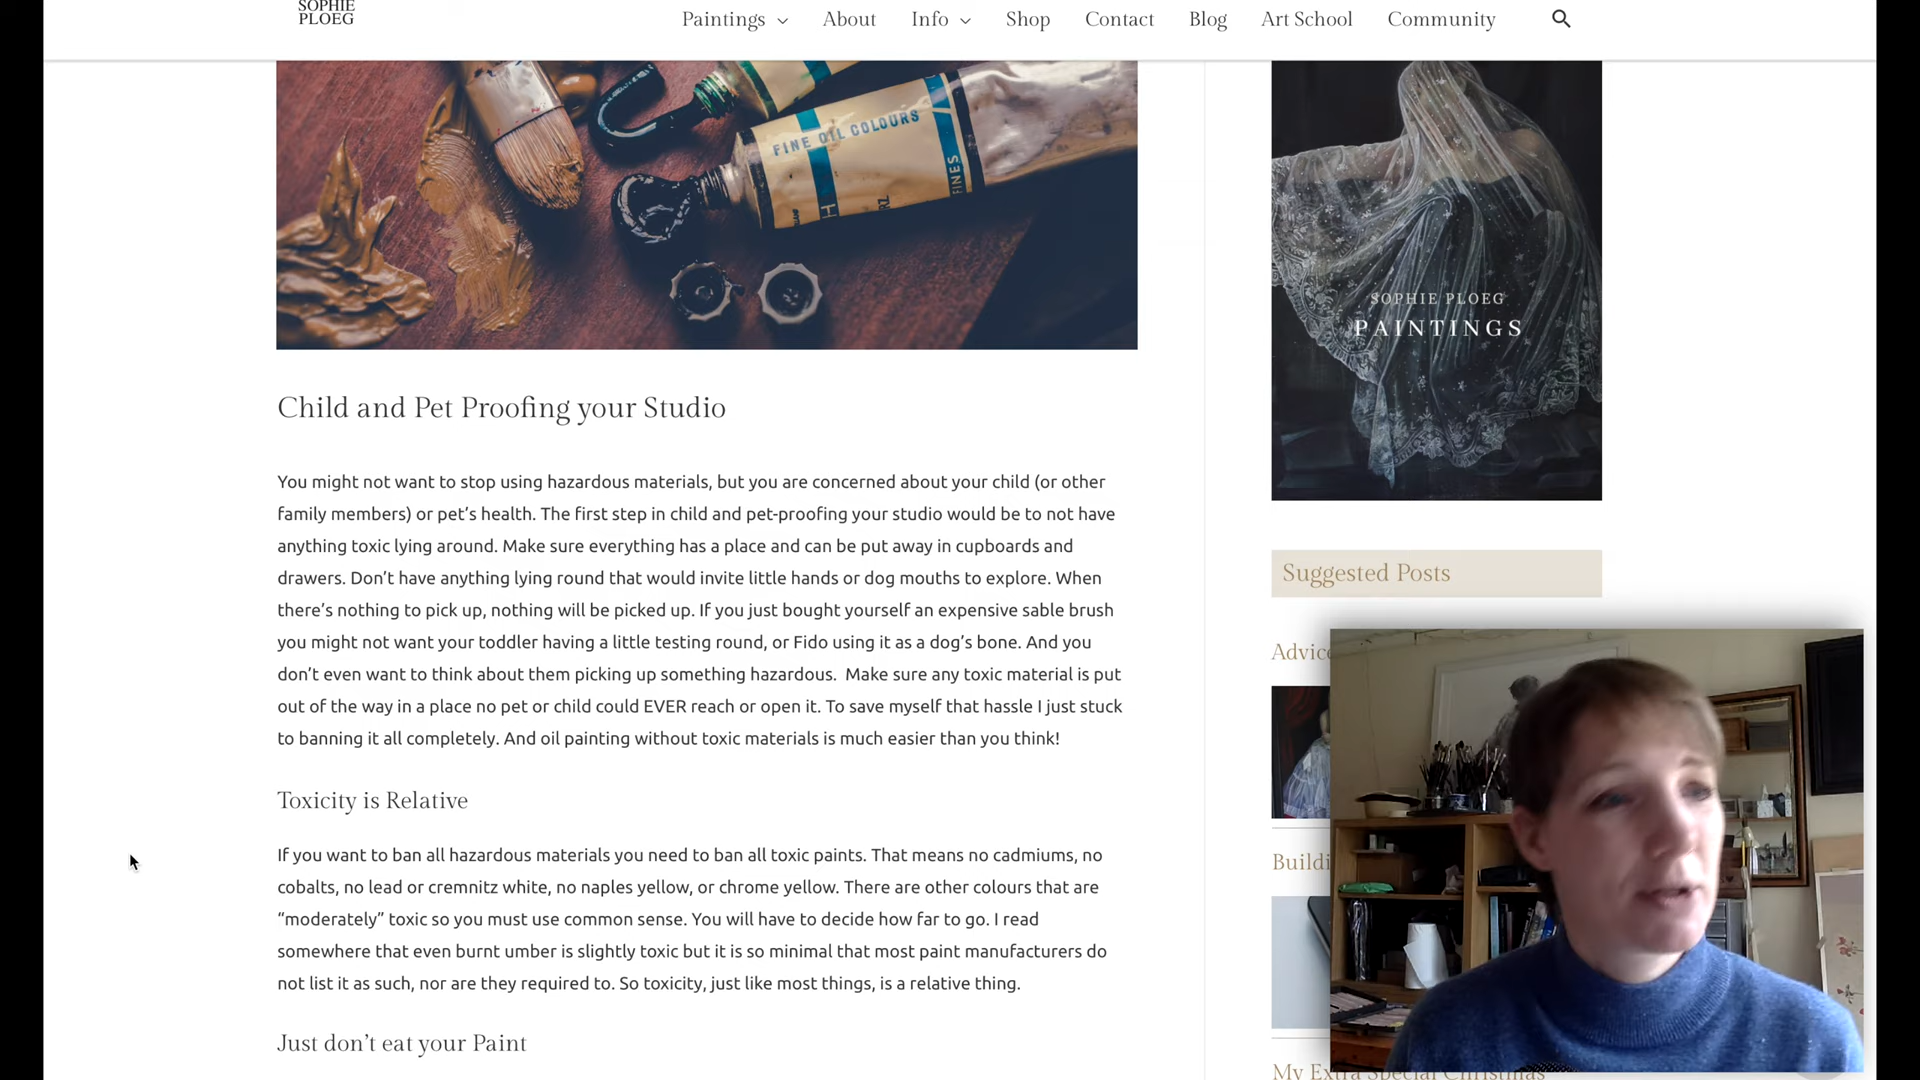 SOPHIE
PLOEG
Paintings About Info Shop Contact Blog Art School Community
FINE OIL COLOURS
FINES
SOPHIE PLOEG
PAINTINGS
Child and Pet Proofing your Studio
You might not want to stop using hazardous materials, but you are concerned about your child (or other
family members) or pet’s health. The first step in child and pet-proofing your studio would be to not have
anything toxic lying around. Make sure everything has a place and can be put away in cupboards and
drawers. Don’t have anything lying round that would invite little hands or dog mouths to explore. When
there’s nothing to pick up, nothing will be picked up. If you just bought yourself an expensive sable brush
you might not want your toddler having a little testing round, or Fido using it as a dog’s bone. And you
don’t even want to think about them picking up something hazardous.  Make sure any toxic material is put
out of the way in a place no pet or child could EVER reach or open it. To save myself that hassle I just stuck
to banning it all completely. And oil painting without toxic materials is much easier than you think!
Toxicity is Relative
If you want to ban all hazardous materials you need to ban all toxic paints. That means no cadmiums, no
cobalts, no lead or cremnitz white, no naples yellow, or chrome yellow. There are other colours that are
“moderately” toxic so you must use common sense. You will have to decide how far to go. I read
somewhere that even burnt umber is slightly toxic but it is so minimal that most paint manufacturers do
not list it as such, nor are they required to. So toxicity, just like most things, is a relative thing.
Just don’t eat your Paint
Suggested Posts
Advice
Buildi
My Extra Special Christmas